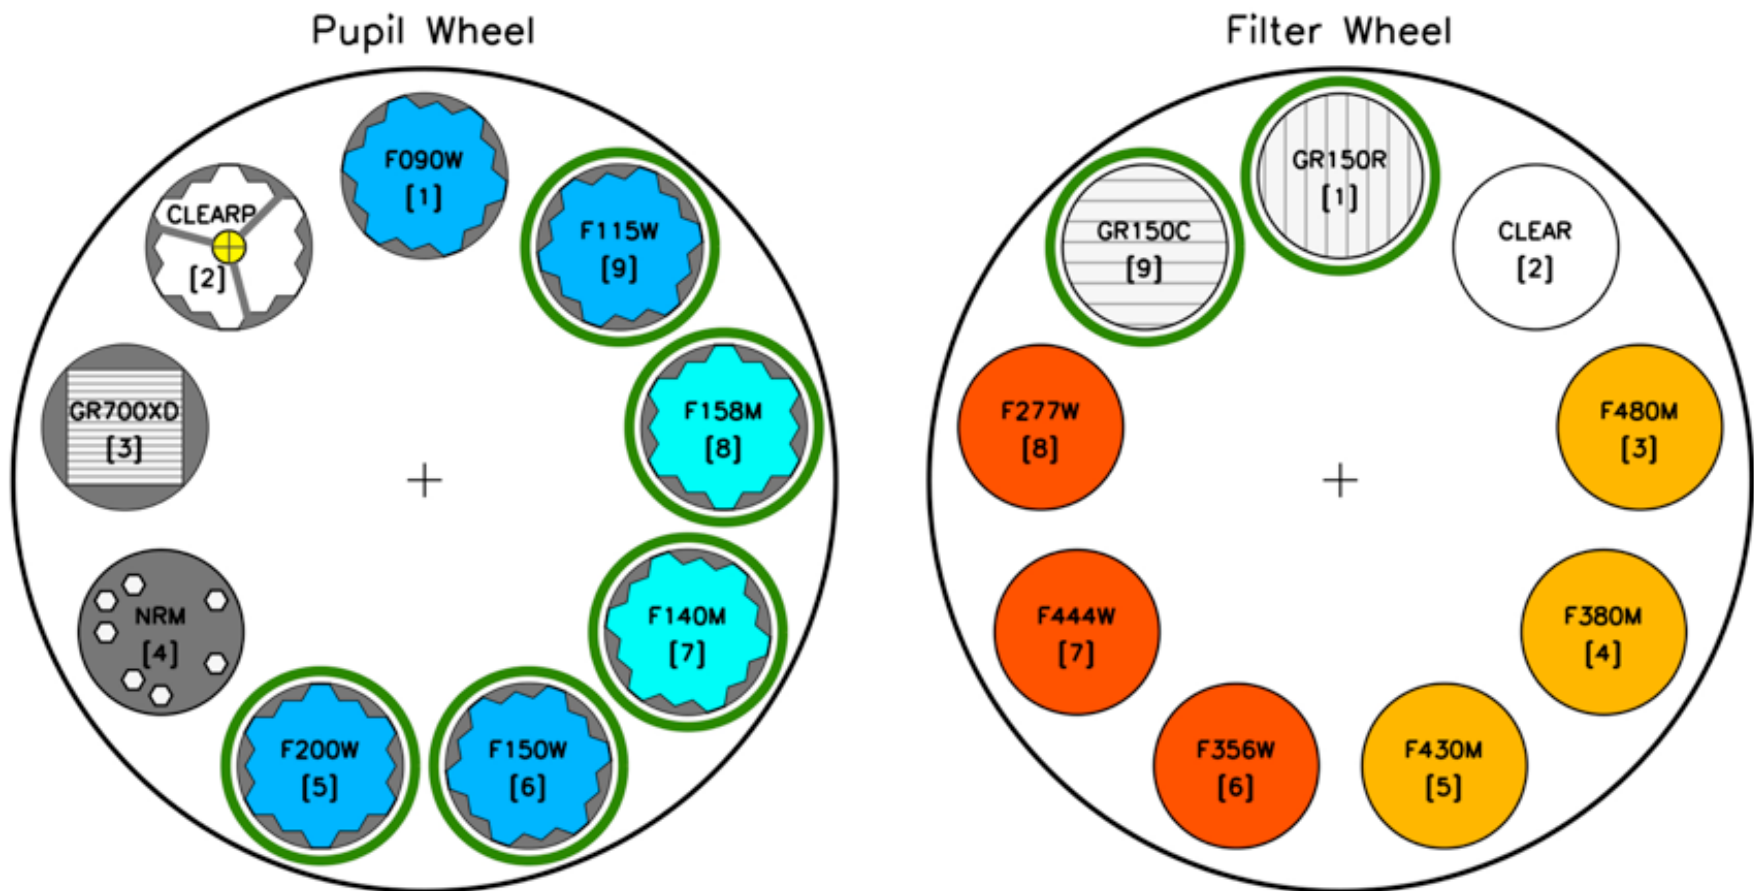 Pupil Wheel
F090W
[1]
F115W
[9]
F158M
[8]
F140M
[7]
F150W
[6]
F200W
[5]
NRM
[4]
GR700XD
[3]
CLEARP
[2]
Filter Wheel
GR150R
[1]
CLEAR
[2]
F480M
[3]
F380M
[4]
F430M
[5]
F356W
[6]
F444W
[7]
F277W
[8]
GR150C
[9]